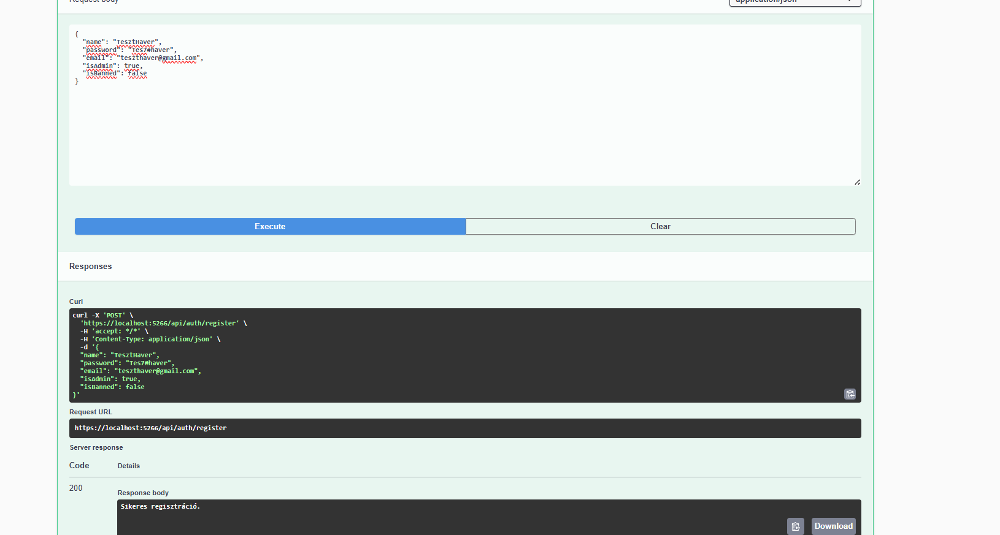 Request body
application/json
{
  "name": "TesztHaver",
  "password": "Tes7#haver",
  "email": "teszthaver@gmail.com",
  "isAdmin": true,
  "isBanned": false
}
Execute
Clear
Responses
Curl
curl -X 'POST' \
  'https://localhost:5266/api/auth/register' \
  -H 'accept: */*' \
  -H 'Content-Type: application/json' \
  -d '{
  "name": "TesztHaver",
  "password": "Tes7#haver",
  "email": "teszthaver@gmail.com",
  "isAdmin": true,
  "isBanned": false
}'
Request URL
https://localhost:5266/api/auth/register
Server response
Code Details
200
Response body
Sikeres regisztráció.
Download